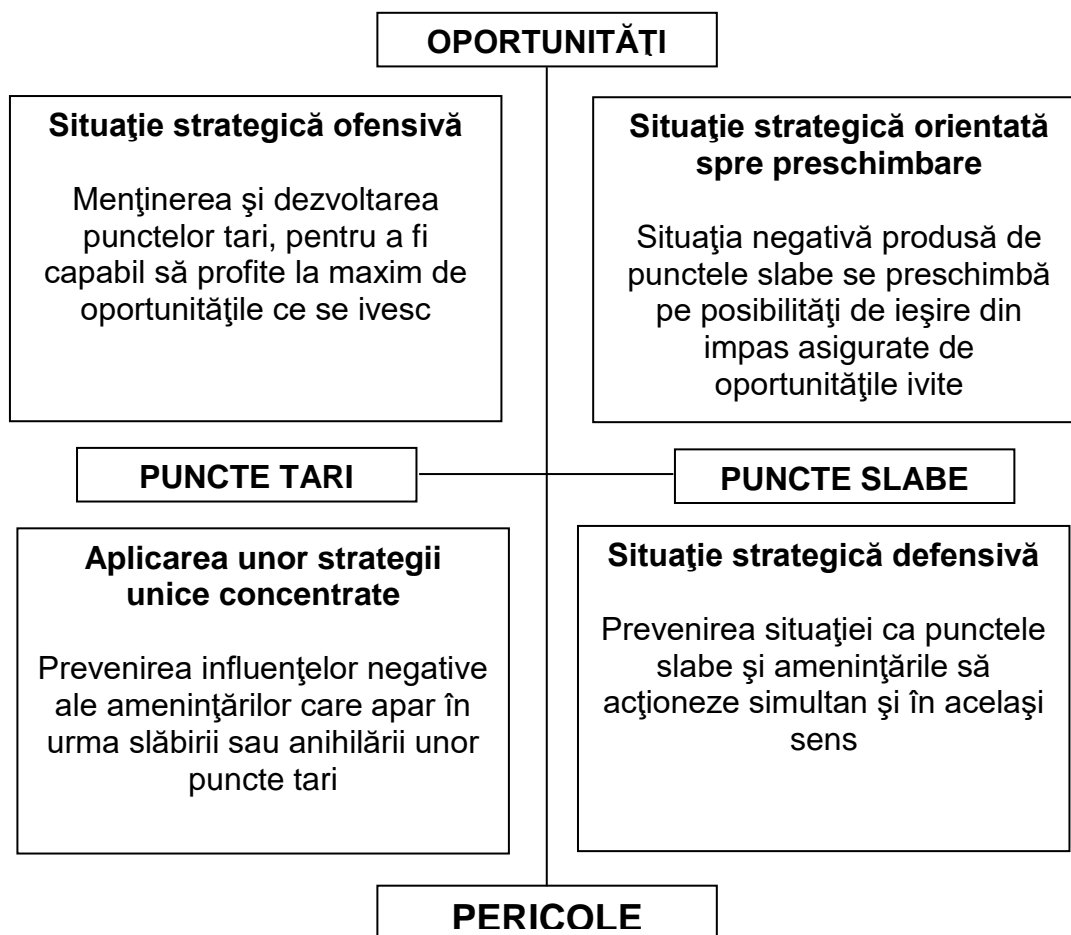 OPORTUNITĂŢI
Situaţie strategică ofensivă
Menţinerea şi dezvoltarea
punctelor tari, pentru a fi
capabil să profite la maxim de
oportunităţile ce se ivesc
Situaţie strategică orientată
spre preschimbare
Situaţia negativă produsă de
punctele slabe se preschimbă
pe posibilităţi de ieşire din
impas asigurate de
oportunităţile ivite
PUNCTE TARI
PUNCTE SLABE
Aplicarea unor strategii
unice concentrate
Prevenirea influenţelor negative
ale ameninţărilor care apar în
urma slăbirii sau anihilării unor
puncte tari
Situaţie strategică defensivă
Prevenirea situaţiei ca punctele
slabe şi ameninţările să
acţioneze simultan şi în acelaşi
sens
PERICOLE